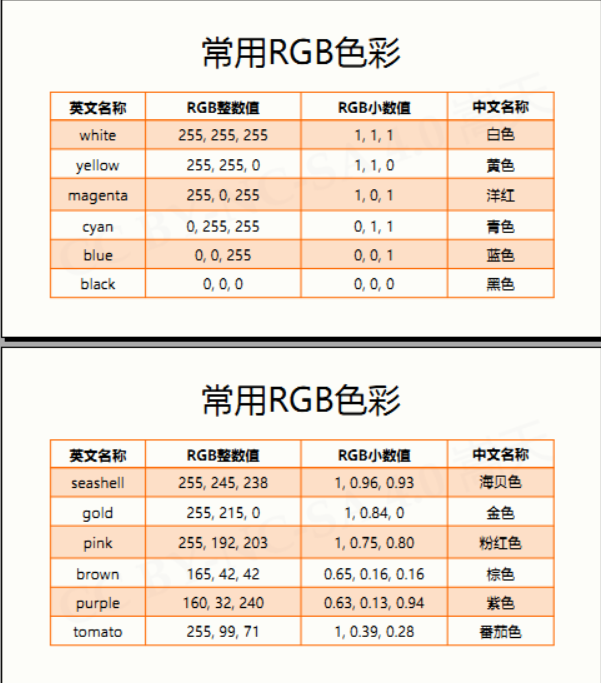 常用RGB色彩
英文名称 RGB整数值 RGB小数值 中文名称
white 255, 255, 255 1, 1, 1 白色
yellow 255, 255, 0 1, 1, 0 黄色
magenta 255, 0, 255 1, 0, 1 洋红
cyan 0, 255, 255 0, 1, 1 青色
blue 0, 0, 255 0, 0, 1 蓝色
black 0, 0, 0 0, 0, 0 黑色
常用RGB色彩
英文名称 RGB整数值 RGB小数值 中文名称
seashell 255, 245, 238 1, 0.96, 0.93 海贝色
gold 255, 215, 0 1, 0.84, 0 金色
pink 255, 192, 203 1, 0.75, 0.80 粉红色
brown 165, 42, 42 0.65, 0.16, 0.16 棕色
purple 160, 32, 240 0.63, 0.13, 0.94 紫色
tomato 255, 99, 71 1, 0.39, 0.28 番茄色